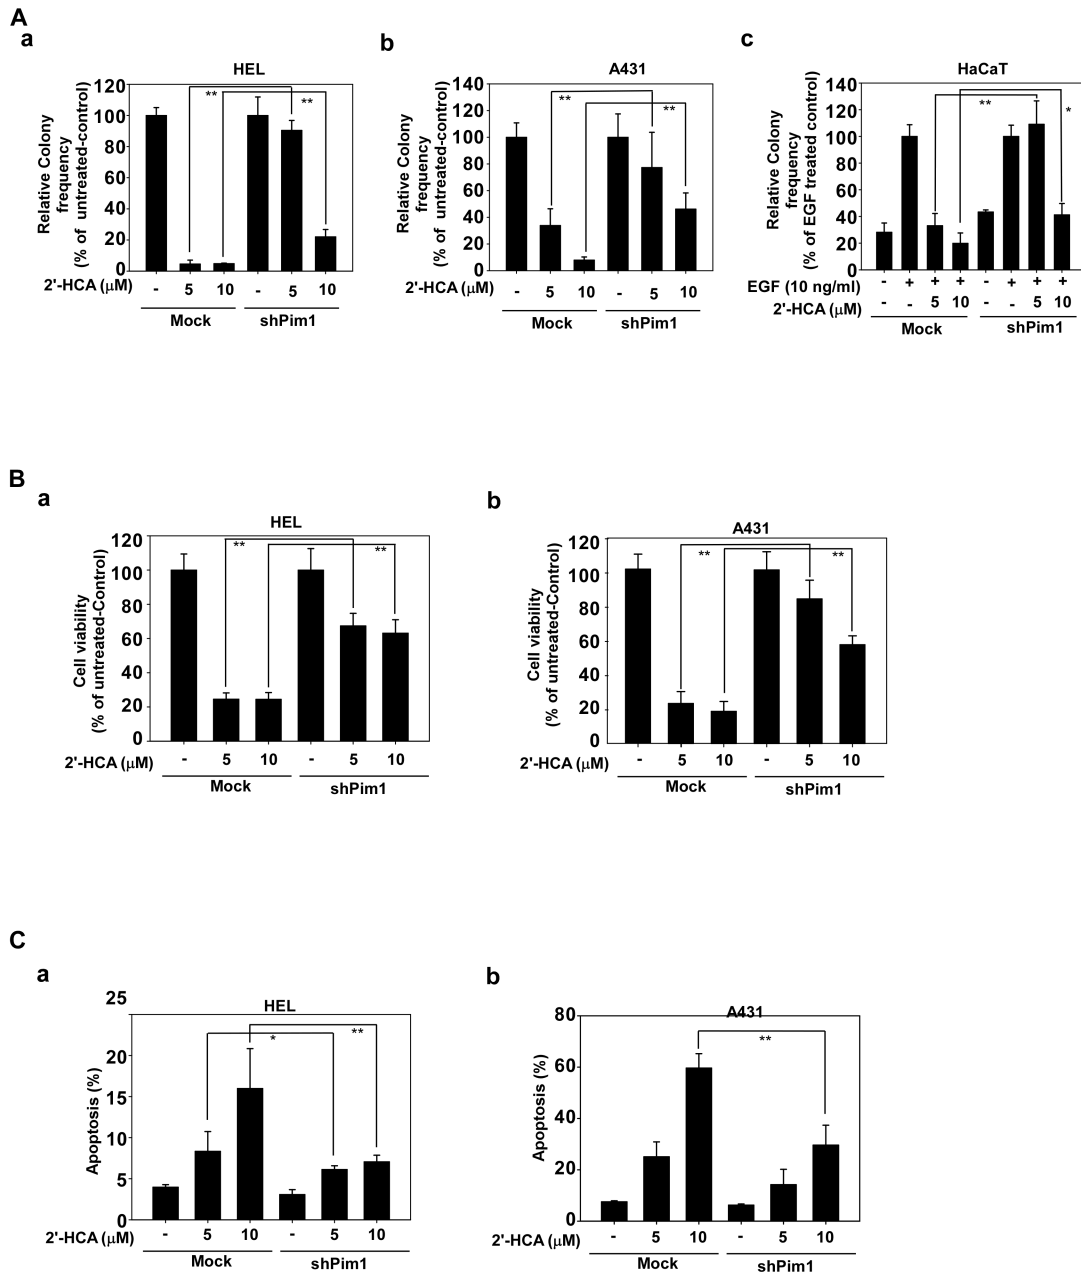 A
a
HEL
Relative Colony
frequency
(% of untreated-control)
120
100
80
60
40
20
0
** **
2'-HCA (μM) - 5 10 - 5 10
Mock shPim1
b
A431
Relative Colony
frequency
(% of untreated-control)
140
120
100
80
60
40
20
0
** **
2'-HCA (μM) - 5 10 - 5 10
Mock shPim1
c
HaCaT
Relative Colony
frequency
(% of EGF treated control)
140
120
100
80
60
40
20
0
** *
EGF (10 ng/ml) - + + + - + + +
2'-HCA (μM) - - 5 10 - - 5 10
Mock shPim1
B
a
HEL
Cell viability
(% of untreated-Control)
120
100
80
60
40
20
0
** **
2'-HCA (μM) - 5 10 - 5 10
Mock shPim1
b
A431
Cell viability
(% of untreated-Control)
120
100
80
60
40
20
0
** **
2'-HCA (μM) - 5 10 - 5 10
Mock shPim1
C
a
HEL
Apoptosis (%)
25
20
15
10
5
0
* **
2'-HCA (μM) - 5 10 - 5 10
Mock shPim1
b
A431
Apoptosis (%)
80
60
40
20
0
**
2'-HCA (μM) - 5 10 - 5 10
Mock shPim1